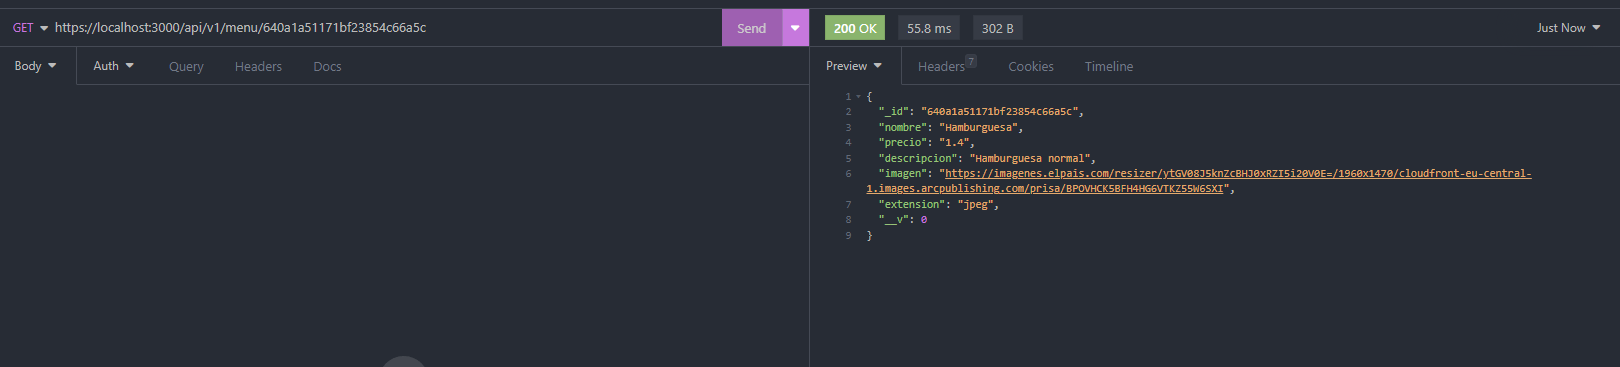 GET https://localhost:3000/api/v1/menu/640a1a51171bf23854c66a5c Send 200 OK 55.8 ms 302 B Just Now
Body Auth Query Headers Docs Preview Headers 7 Cookies Timeline
1 {
2 "_id": "640a1a51171bf23854c66a5c",
3 "nombre": "Hamburguesa",
4 "precio": "1.4",
5 "descripcion": "Hamburguesa normal",
6 "imagen": "https://imagenes.elpais.com/resizer/ytGV08J5knZcBHJ0xRZI5i20V0E=/1960x1470/cloudfront-eu-central-
1.images.arcpublishing.com/prisa/BPOVHCK5BFH4HG6VTKZ55W6SXI",
7 "extension": "jpeg",
8 "__v": 0
9 }